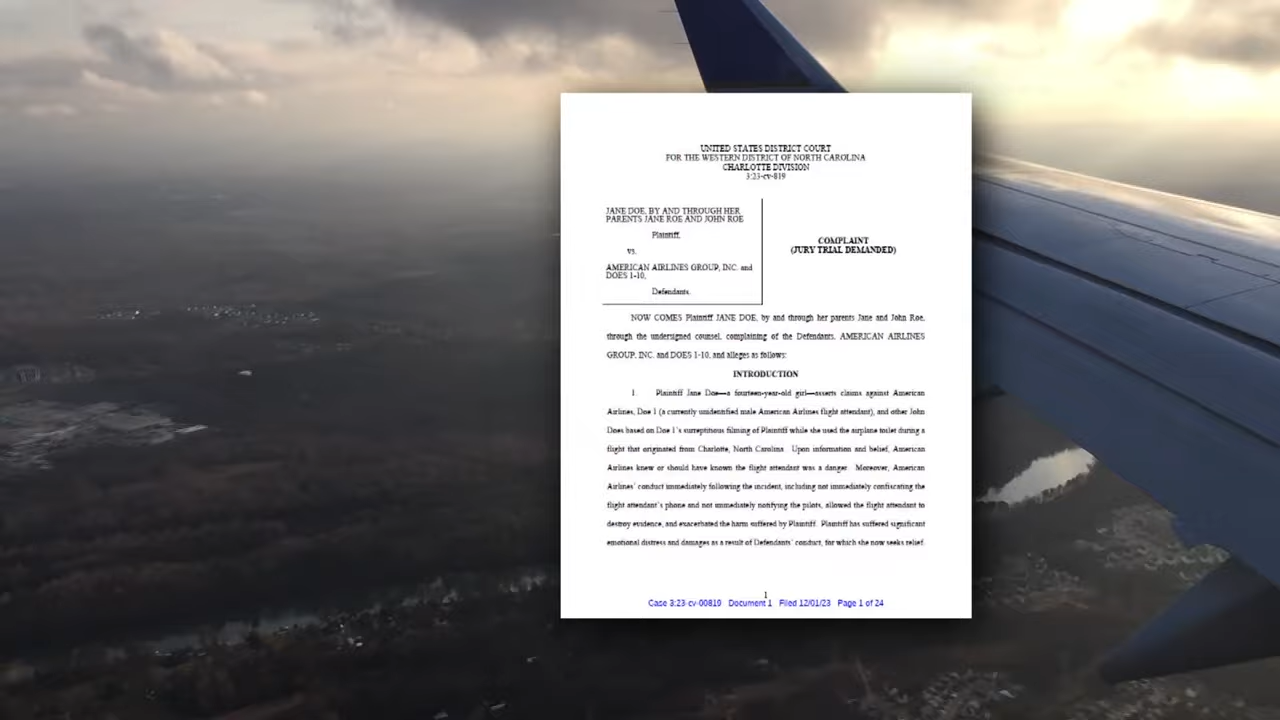 UNITED STATES DISTRICT COURT
FOR THE WESTERN DISTRICT OF NORTH CAROLINA
CHARLOTTE DIVISION
3:23-cv-819
JANE DOE, BY AND THROUGH HER
PARENTS JANE ROE AND JOHN ROE
Plaintiff,
vs.
AMERICAN AIRLINES GROUP, INC. and
DOES 1-10,
Defendants.
COMPLAINT
(JURY TRIAL DEMANDED)
NOW COMES Plaintiff JANE DOE, by and through her parents Jane and John Roe,
through the undersigned counsel, complaining of the Defendants, AMERICAN AIRLINES
GROUP, INC. and DOES 1-10, and alleges as follows:
INTRODUCTION
1. Plaintiff Jane Doe—a fourteen-year-old girl—asserts claims against American
Airlines, Doe 1 (a currently unidentified male American Airlines flight attendant), and other John
Does based on Doe 1's surreptitious filming of Plaintiff while she used the airplane toilet during a
flight that originated from Charlotte, North Carolina. Upon information and belief, American
Airlines knew or should have known the flight attendant was a danger. Moreover, American
Airlines' conduct immediately following the incident, including not immediately confiscating the
flight attendant's phone and not immediately notifying the pilots, allowed the flight attendant to
destroy evidence, and exacerbated the harm suffered by Plaintiff. Plaintiff has suffered significant
emotional distress and damages as a result of Defendants' conduct, for which she now seeks relief.
1
Case 3:23-cv-00819 Document 1 Filed 12/01/23 Page 1 of 24